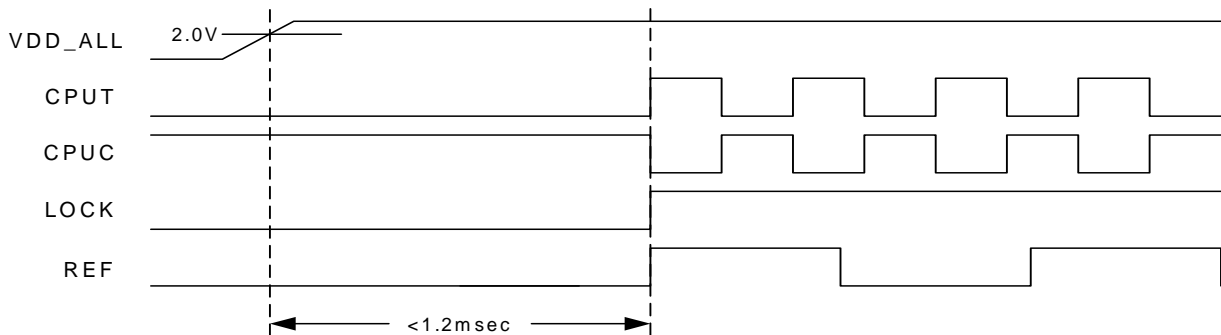 VDD_ALL
2.0V
CPUT
CPUC
LOCK
REF
<1.2msec